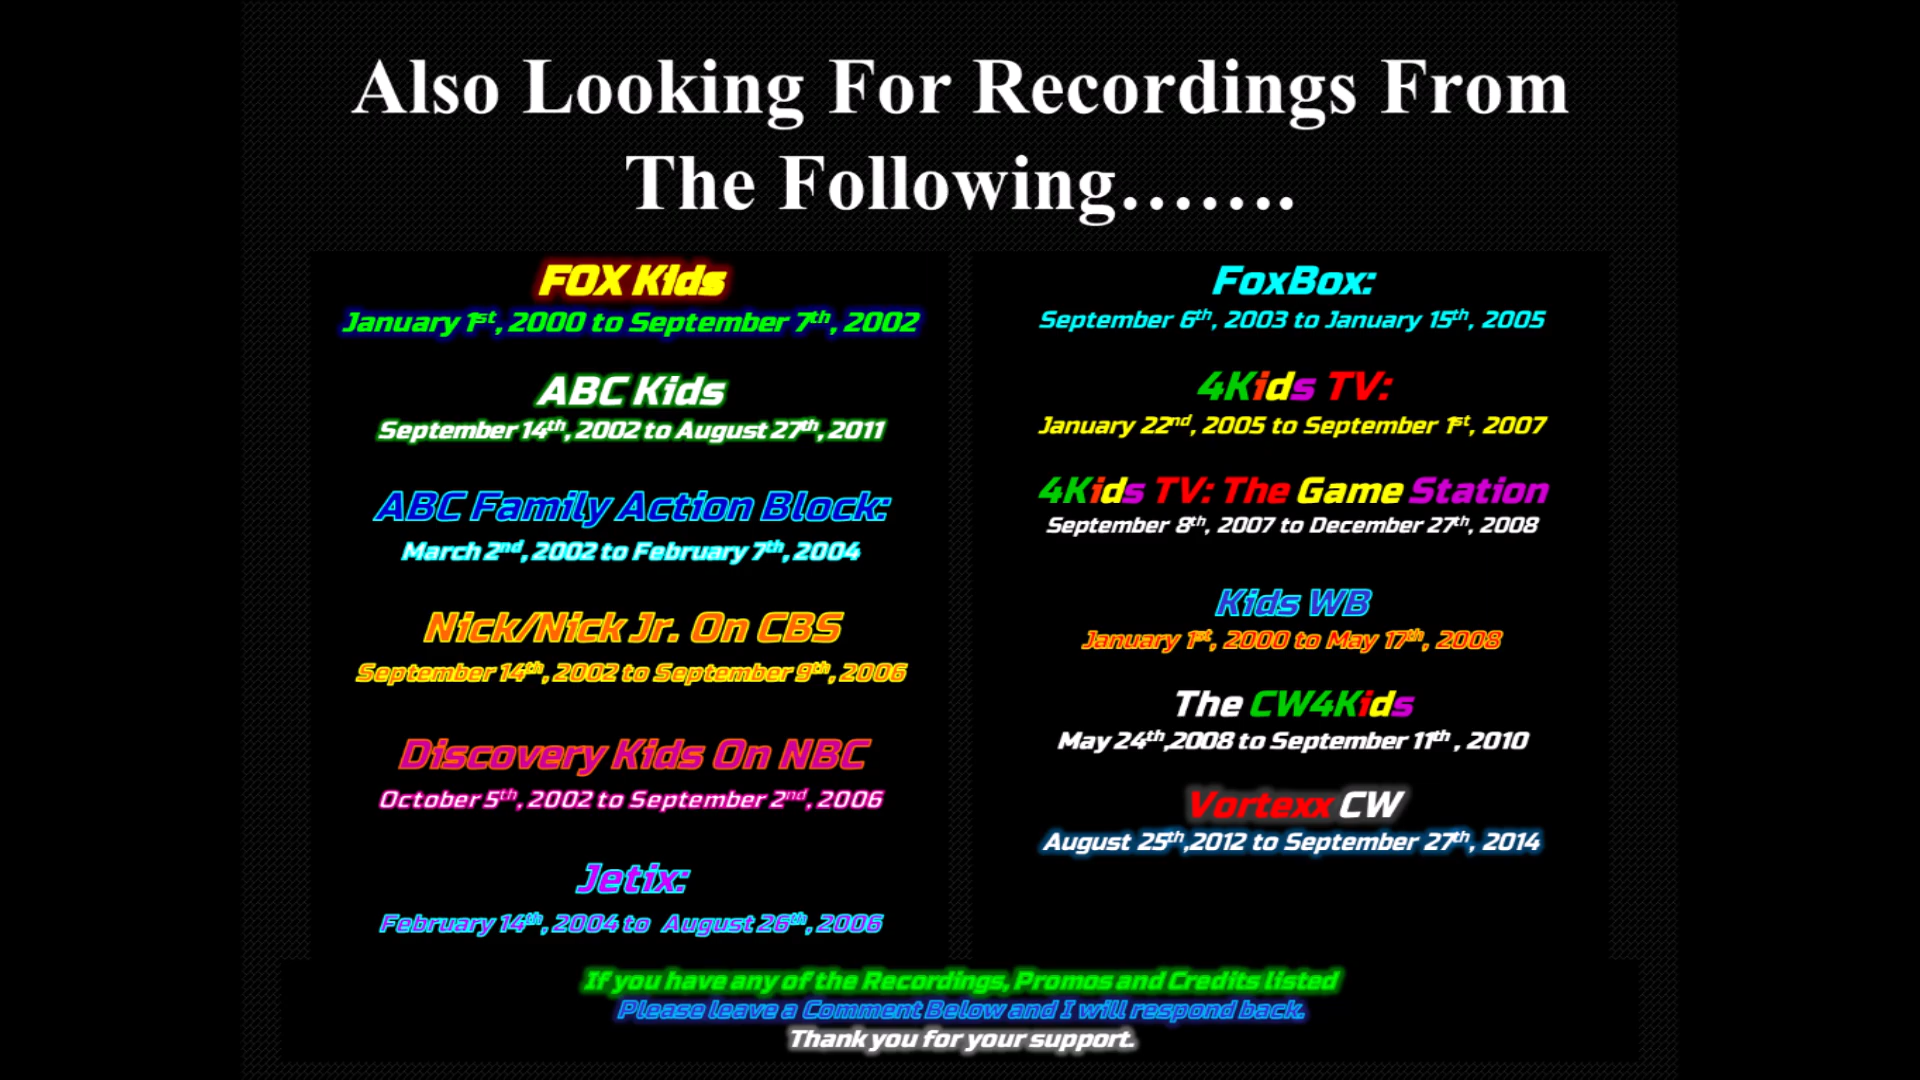 Also Looking For Recordings From
The Following.......
FOX Kids
January 1st, 2000 to September 7th, 2002
ABC Kids
September 14th, 2002 to August 27th, 2011
ABC Family Action Block:
March 2nd, 2002 to February 7th, 2004
Nick/Nick Jr. On CBS
September 14th, 2002 to September 9th, 2006
Discovery Kids On NBC
October 5th, 2002 to September 2nd, 2006
Jetix:
February 14th, 2004 to August 26th, 2006
FoxBox:
September 6th, 2003 to January 15th, 2005
4Kids TV:
January 22nd, 2005 to September 1st, 2007
4Kids TV: The Game Station
September 8th, 2007 to December 27th, 2008
Kids WB
January 1st, 2000 to May 17th, 2008
The CW4Kids
May 24th,2008 to September 11th , 2010
Vortexx CW
August 25th,2012 to September 27th, 2014
If you have any of the Recordings, Promos and Credits listed
Please leave a Comment Below and I will respond back.
Thank you for your support.